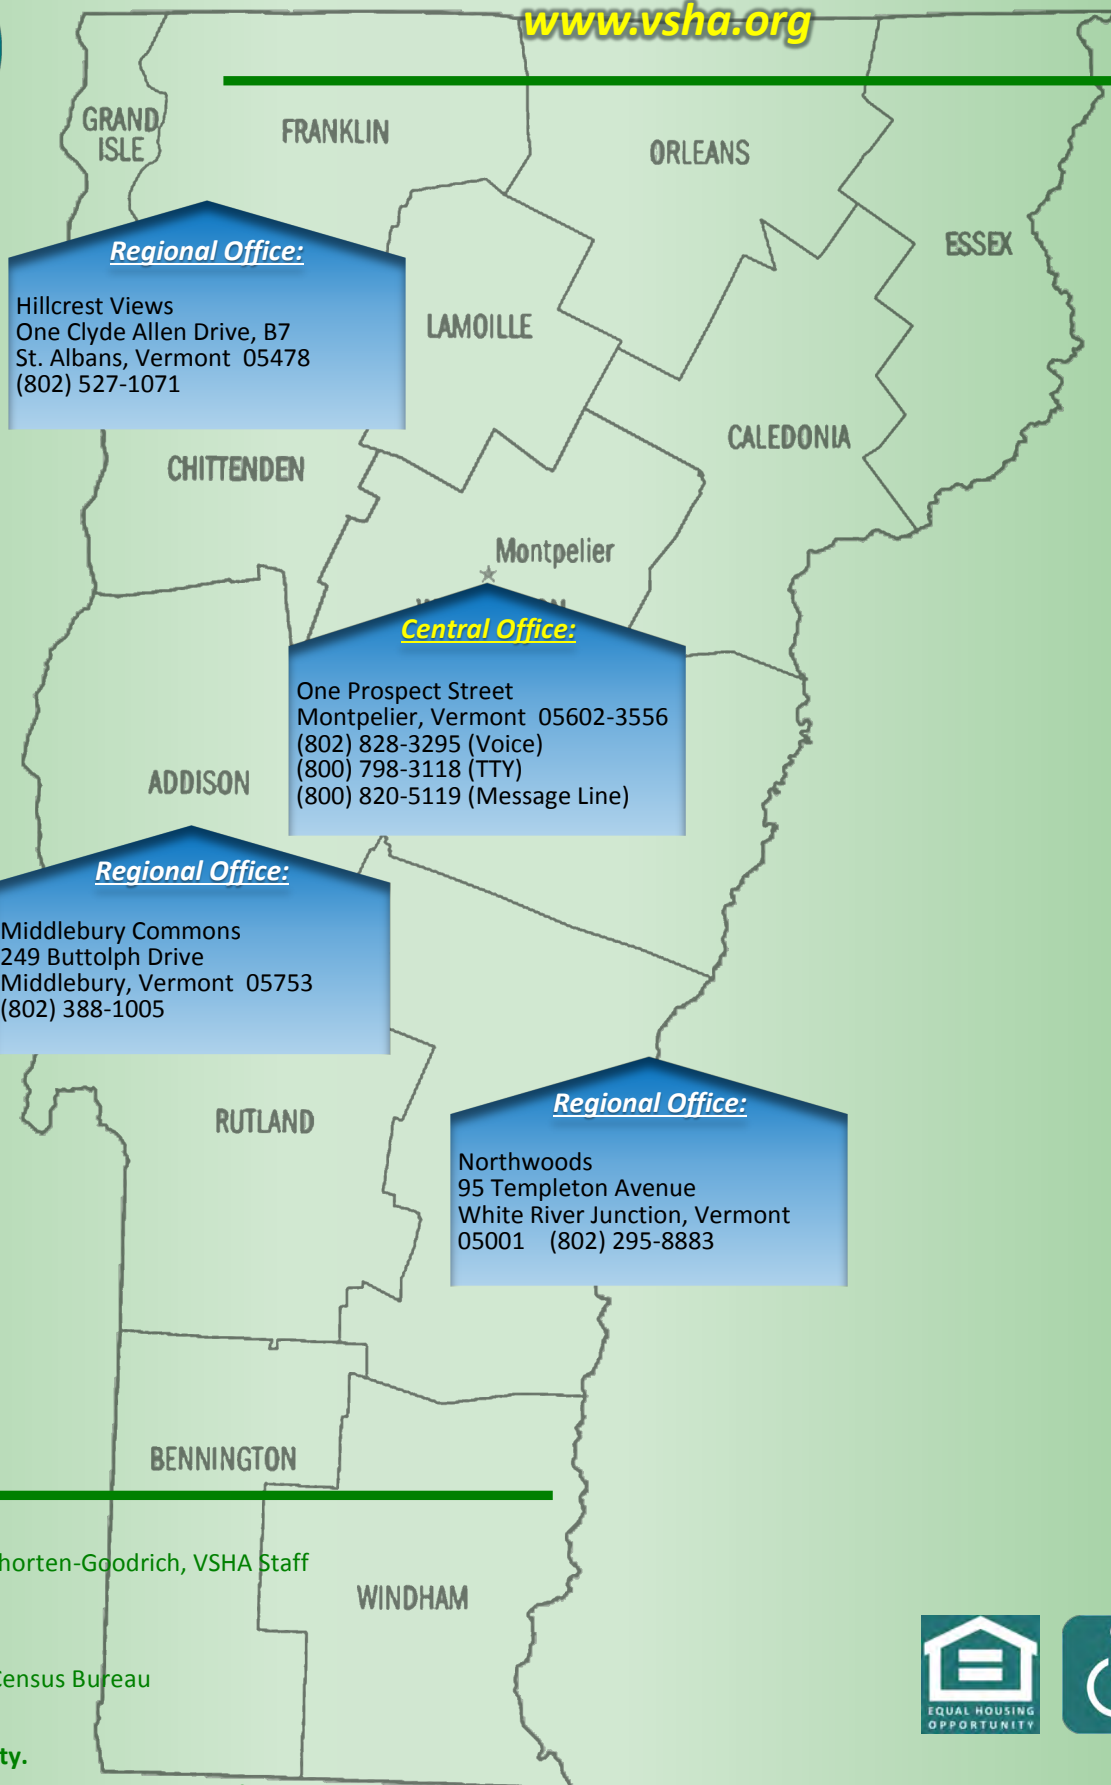 www.vsha.org
GRAND
ISLE
FRANKLIN
ORLEANS
ESSEX
Regional Office:
Hillcrest Views
One Clyde Allen Drive, B7
St. Albans, Vermont 05478
(802) 527-1071
LAMOILLE
CALEDONIA
CHITTENDEN
Montpelier
Central Office:
One Prospect Street
Montpelier, Vermont 05602-3556
(802) 828-3295 (Voice)
(800) 798-3118 (TTY)
(800) 820-5119 (Message Line)
ADDISON
Regional Office:
Middlebury Commons
249 Buttolph Drive
Middlebury, Vermont 05753
(802) 388-1005
RUTLAND
Regional Office:
Northwoods
95 Templeton Avenue
White River Junction, Vermont
05001 (802) 295-8883
BENNINGTON
horten-Goodrich, VSHA Staff
WINDHAM
Census Bureau
ty.
EQUAL HOUSING
OPPORTUNITY